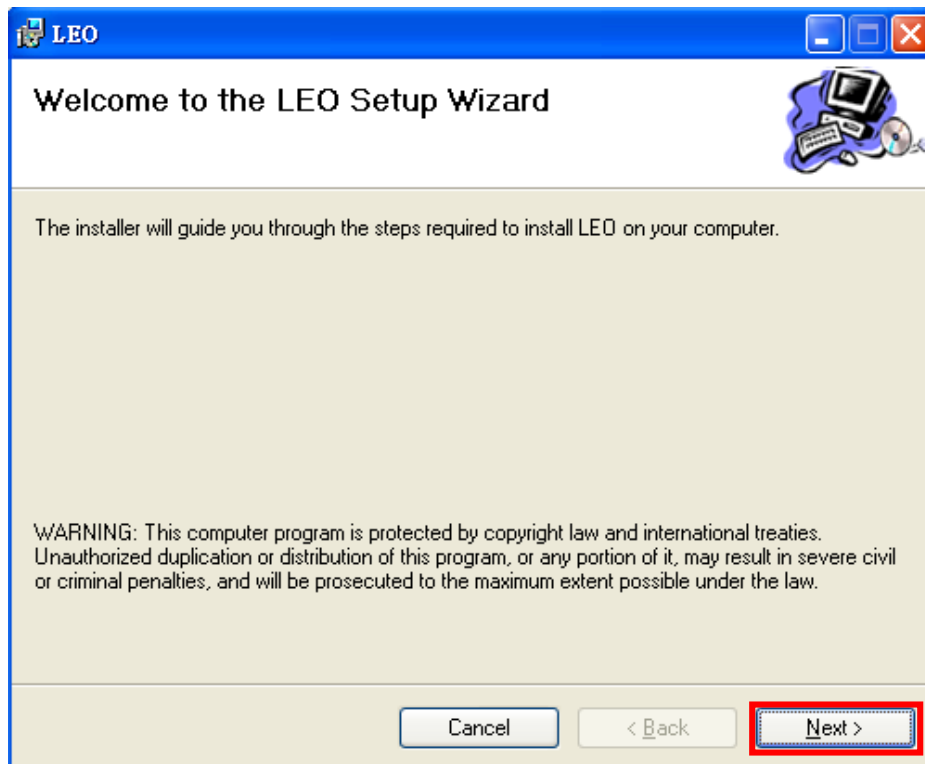 LEO
Welcome to the LEO Setup Wizard
The installer will guide you through the steps required to install LEO on your computer.
WARNING: This computer program is protected by copyright law and international treaties.
Unauthorized duplication or distribution of this program, or any portion of it, may result in severe civil
or criminal penalties, and will be prosecuted to the maximum extent possible under the law.
Cancel < Back Next >